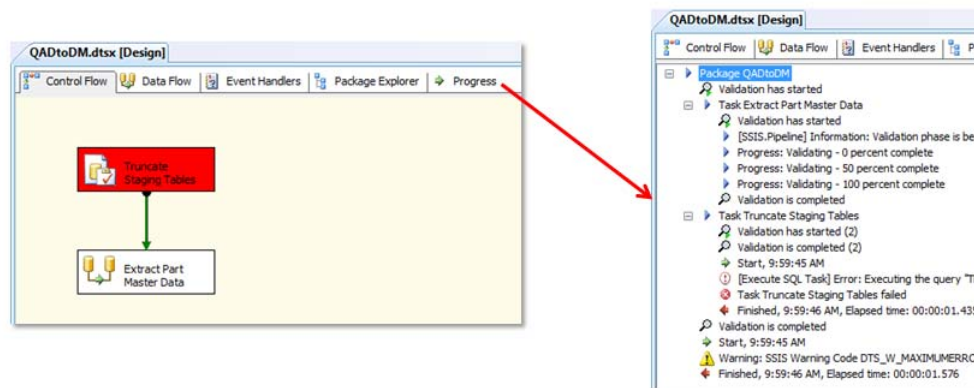 QADtoDM.dtsx [Design]
Control Flow Data Flow Event Handlers Package Explorer Progress
Truncate
Staging Tables
Extract Part
Master Data
QADtoDM.dtsx [Design]
Control Flow Data Flow Event Handlers P
Package QADtoDM
Validation has started
Task Extract Part Master Data
Validation has started
[SSIS.Pipeline] Information: Validation phase is be
Progress: Validating - 0 percent complete
Progress: Validating - 50 percent complete
Progress: Validating - 100 percent complete
Validation is completed
Task Truncate Staging Tables
Validation has started (2)
Validation is completed (2)
Start, 9:59:45 AM
[Execute SQL Task] Error: Executing the query "T
Task Truncate Staging Tables failed
Finished, 9:59:46 AM, Elapsed time: 00:00:01.435
Validation is completed
Start, 9:59:45 AM
Warning: SSIS Warning Code DTS_W_MAXIMUMERRO
Finished, 9:59:46 AM, Elapsed time: 00:00:01.576